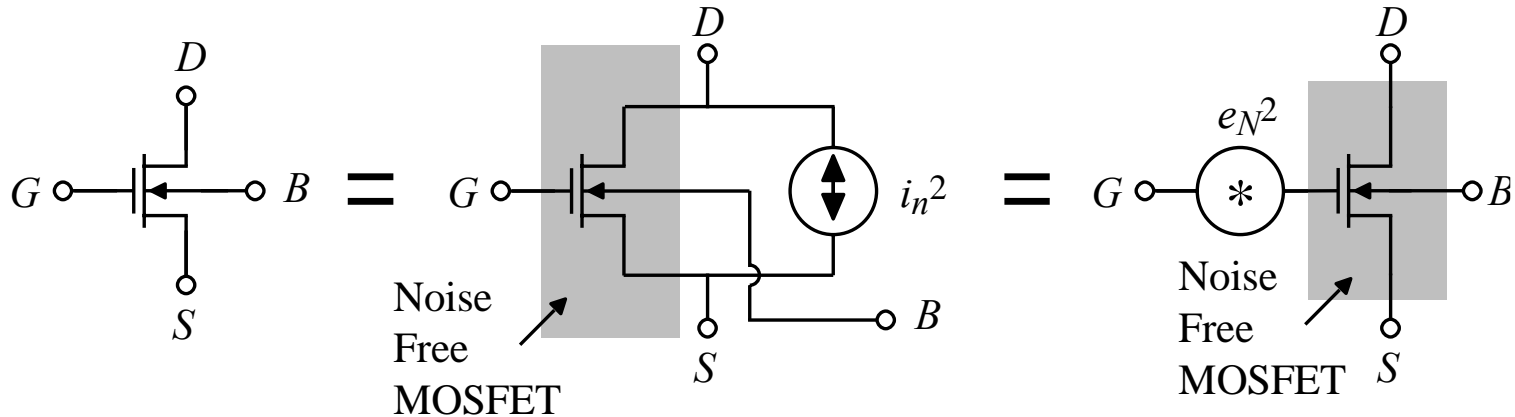 D
G
B
S
=
D
G
i_n^2
Noise
Free
MOSFET
S
B
=
D
e_N^2
G
*
B
Noise
Free
MOSFET
S